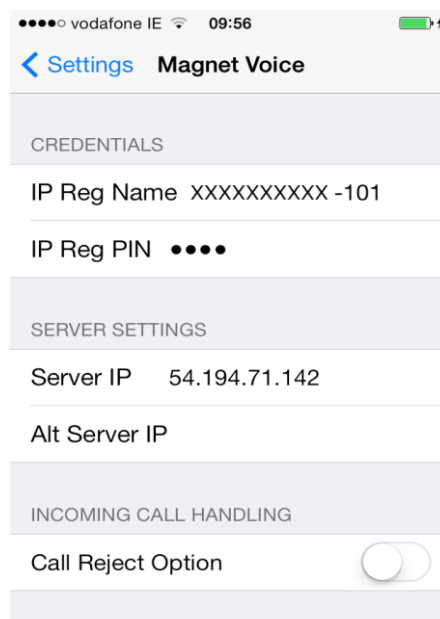 vodafone IE 09:56
Settings Magnet Voice
CREDENTIALS
IP Reg Name XXXXXXXXXX -101
IP Reg PIN ●●●●
SERVER SETTINGS
Server IP 54.194.71.142
Alt Server IP
INCOMING CALL HANDLING
Call Reject Option